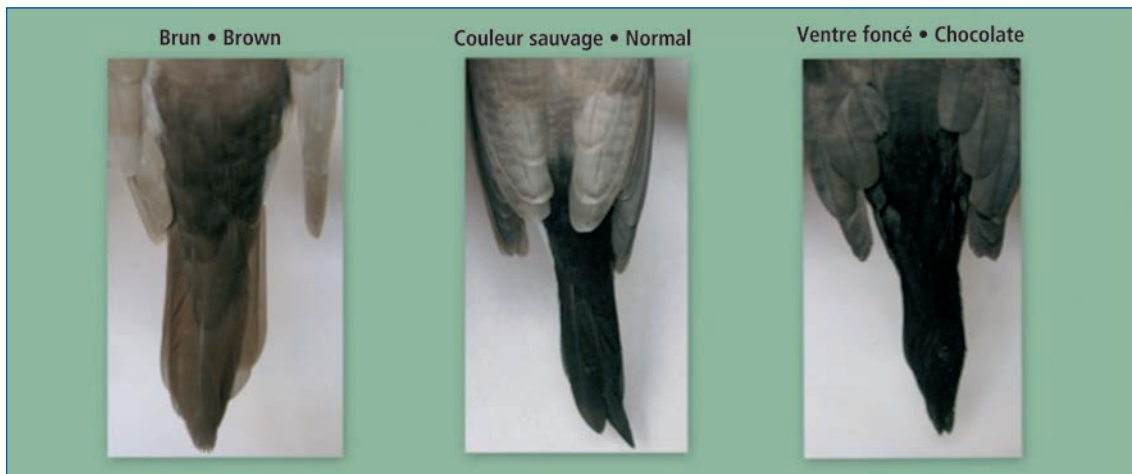 Brun • Brown
Couleur sauvage • Normal
Ventre foncé • Chocolate